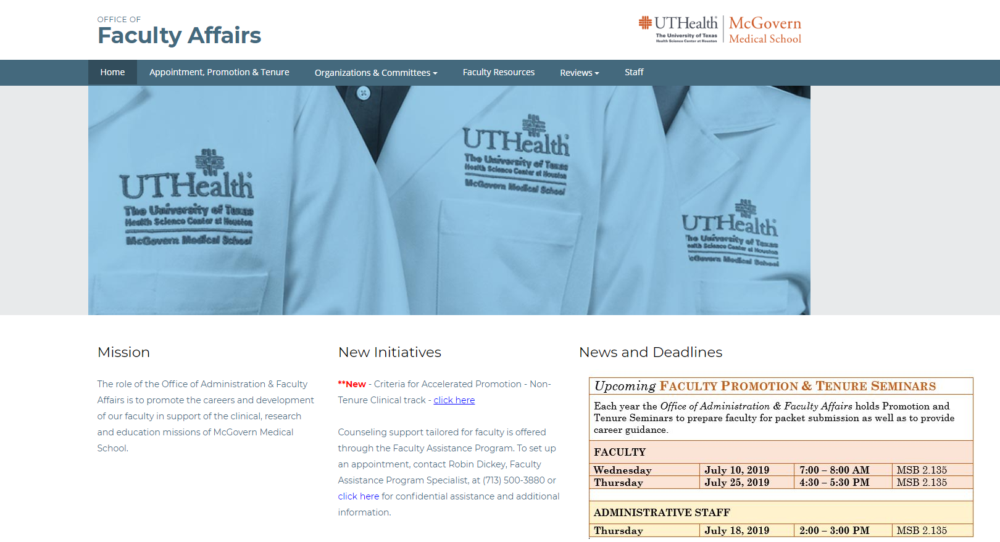 OFFICE OF
Faculty Affairs
UTHealth
The University of Texas
Health Science Center at Houston
McGovern
Medical School
Home
Appointment, Promotion & Tenure
Organizations & Committees
Faculty Resources
Reviews
Staff
UTHealth
The University of Texas
Health Science Center at Houston
McGovern Medical School
UTHealth
The University of Texas
Health Science Center at Houston
McGovern Medical School
UTHealth
The University of Texas
ealth Science Center at Houston
cGovern Medical School
Mission
The role of the Office of Administration & Faculty
Affairs is to promote the careers and development
of our faculty in support of the clinical, research
and education missions of McGovern Medical
School.
New Initiatives
**New - Criteria for Accelerated Promotion - Non-
Tenure Clinical track - click here
Counseling support tailored for faculty is offered
through the Faculty Assistance Program. To set up
an appointment, contact Robin Dickey, Faculty
Assistance Program Specialist, at (713) 500-3880 or
click here for confidential assistance and additional
information.
News and Deadlines
Upcoming FACULTY PROMOTION & TENURE SEMINARS
Each year the Office of Administration & Faculty Affairs holds Promotion and
Tenure Seminars to prepare faculty for packet submission as well as to provide
career guidance.
FACULTY
Wednesday July 10, 2019 7:00 – 8:00 AM MSB 2.135
Thursday July 25, 2019 4:30 – 5:30 PM MSB 2.135
ADMINISTRATIVE STAFF
Thursday July 18, 2019 2:00 – 3:00 PM MSB 2.135